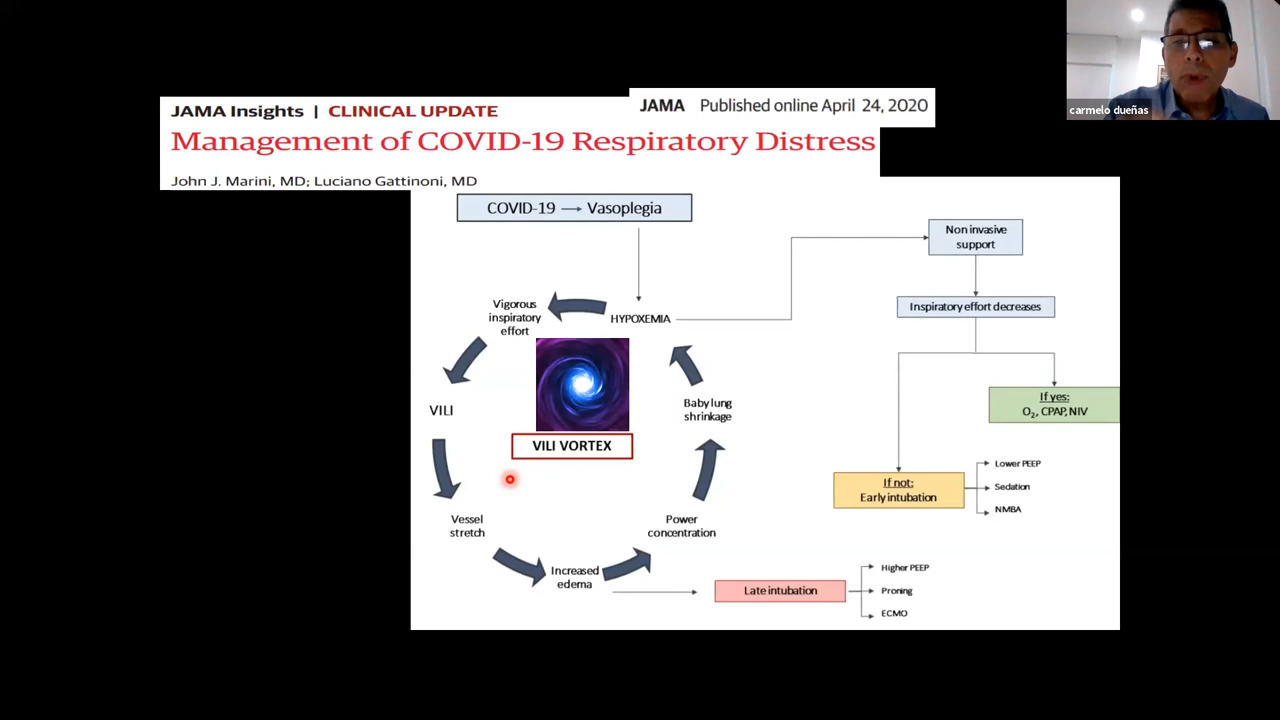 carmelo dueñas
JAMA Insights | CLINICAL UPDATE
JAMA Published online April 24, 2020
Management of COVID-19 Respiratory Distress
John J. Marini, MD; Luciano Gattinoni, MD
COVID-19 → Vasoplegia
HYPOXEMIA
Vigorous
inspiratory
effort
VILI
Vessel
stretch
Increased
edema
Power
concentration
Baby lung
shrinkage
VILI VORTEX
Non invasive
support
Inspiratory effort decreases
If yes:
O₂, CPAP, NIV
If not:
Early intubation
Lower PEEP
Sedation
NMBA
Late intubation
Higher PEEP
Proning
ECMO